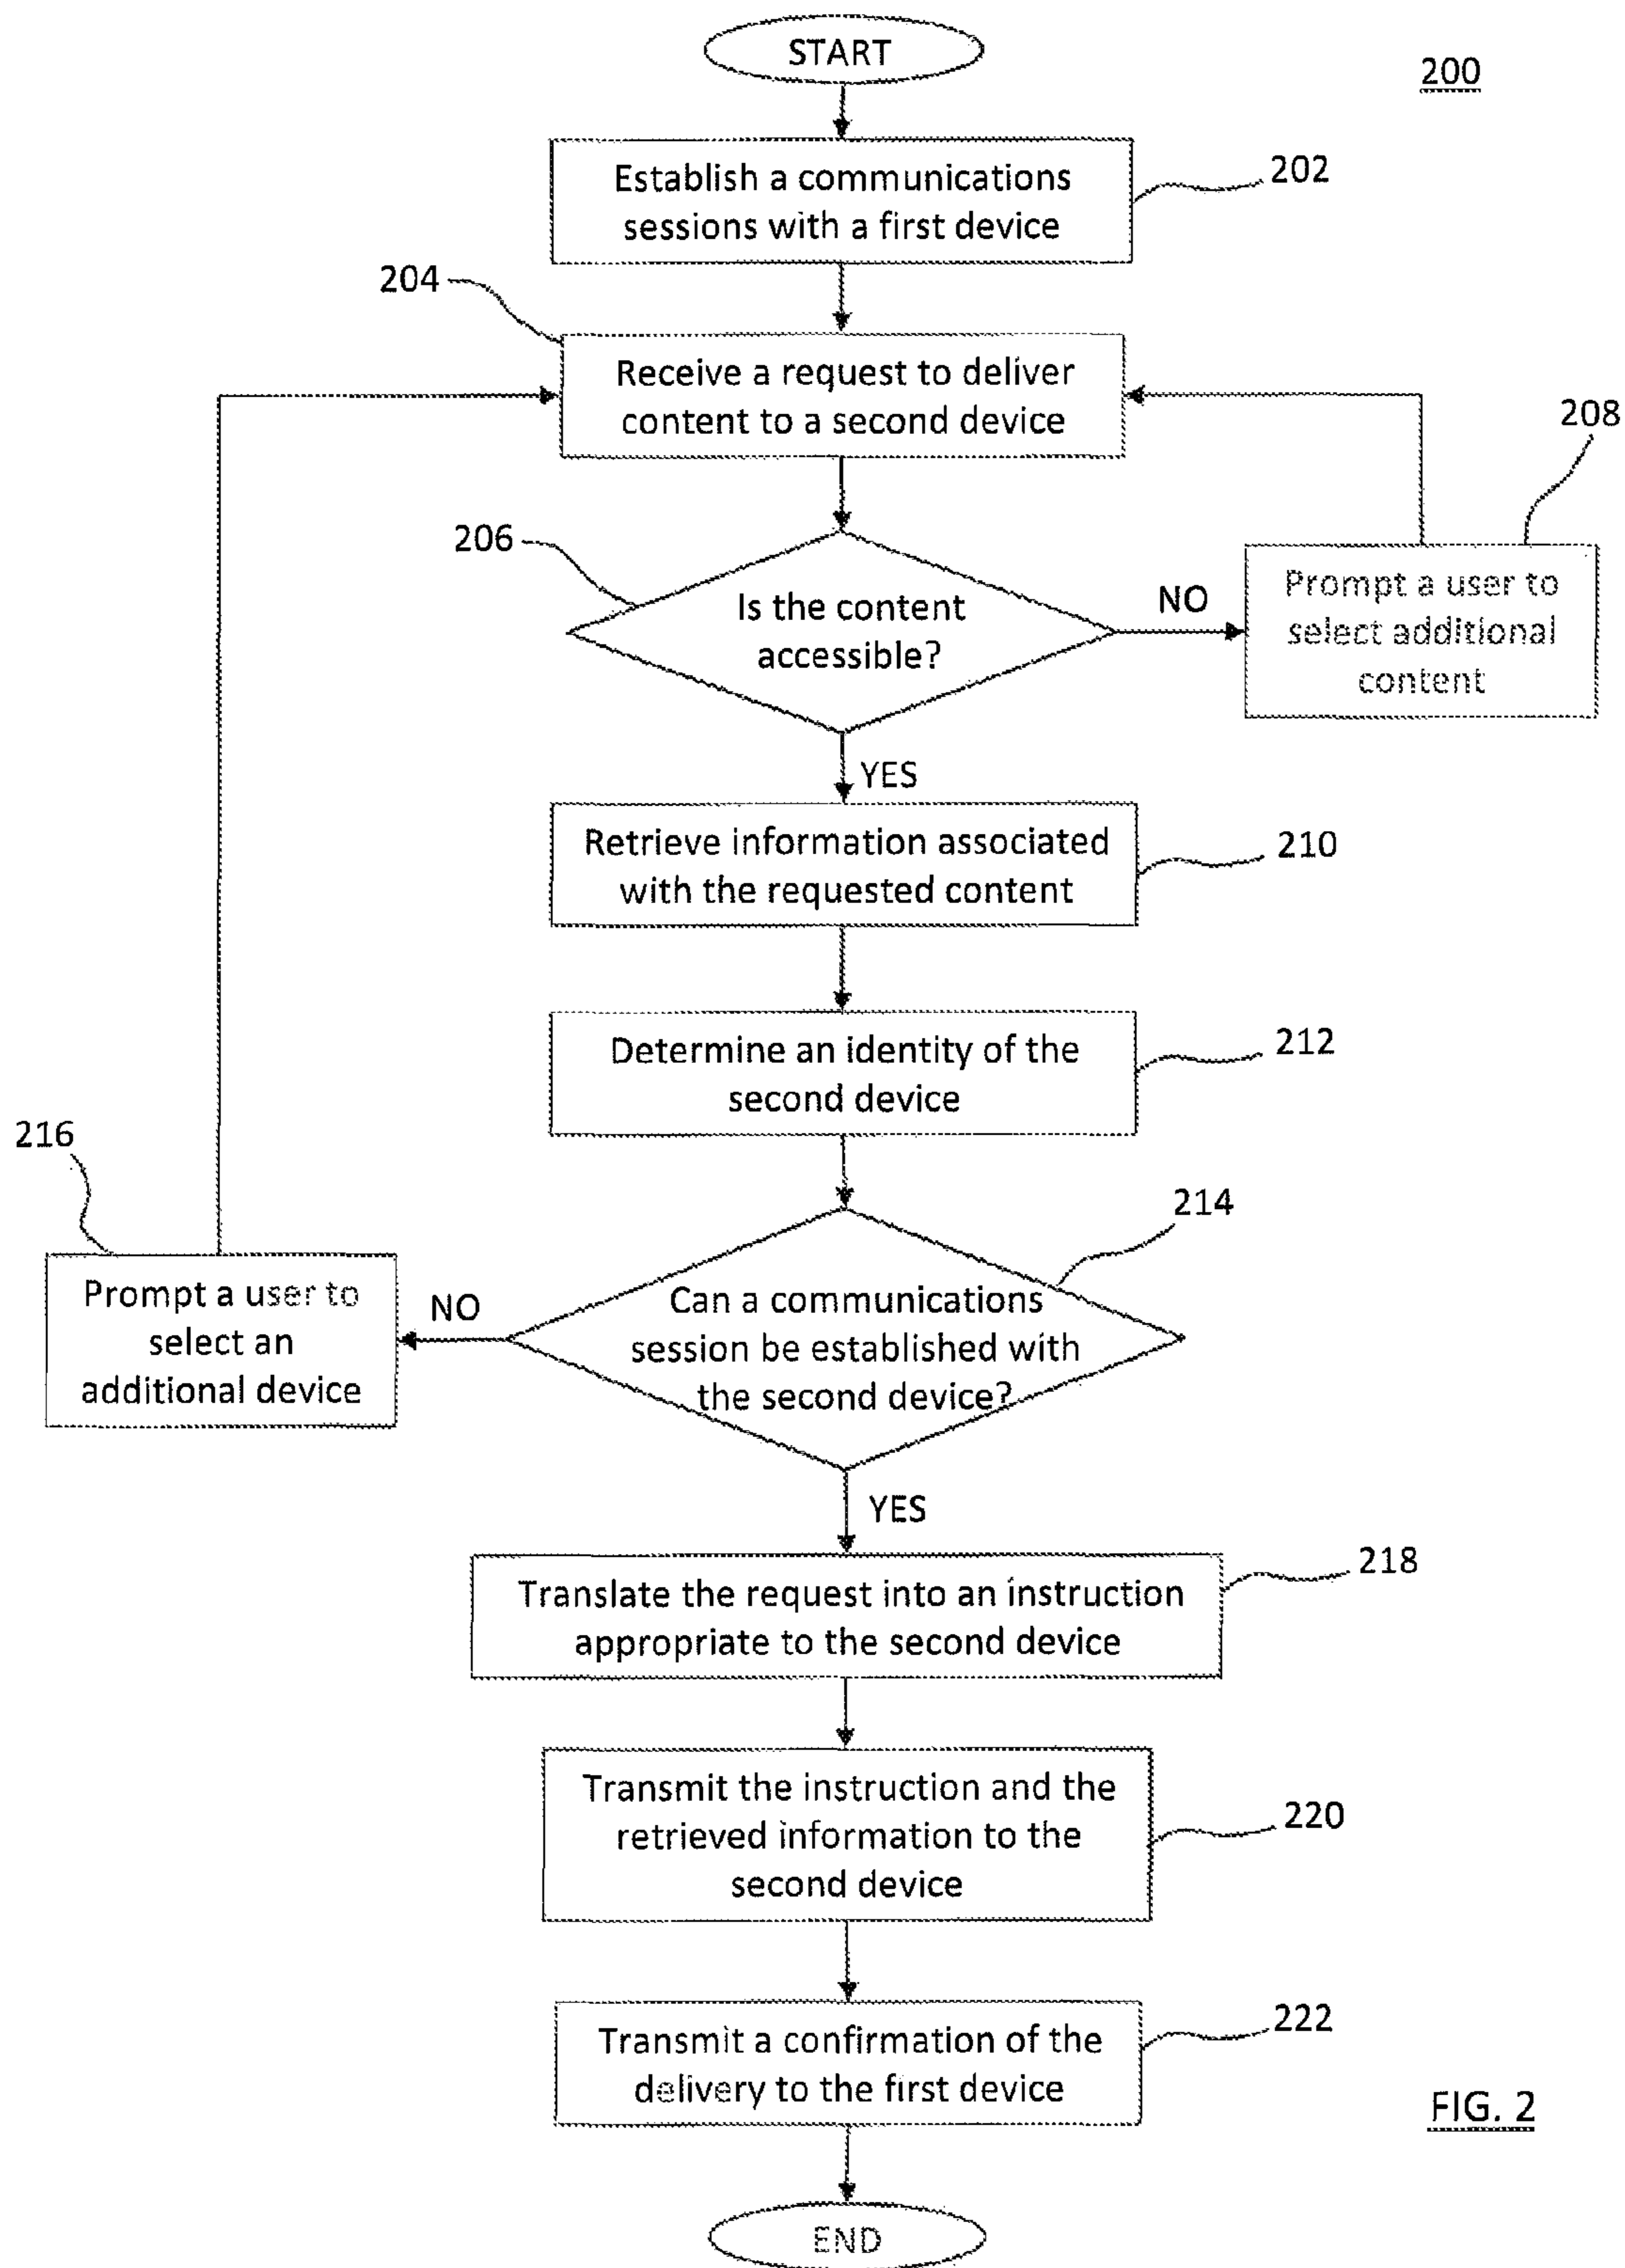 START
200
Establish a communications
sessions with a first device
202
204
Receive a request to deliver
content to a second device
208
206
Is the content
accessible?
NO
Prompt a user to
select additional
content
YES
Retrieve information associated
with the requested content
210
Determine an identity of the
second device
212
216
214
Prompt a user to
select an
additional device
NO
Can a communications
session be established with
the second device?
YES
218
Translate the request into an instruction
appropriate to the second device
Transmit the instruction and the
retrieved information to the
second device
220
222
Transmit a confirmation of the
delivery to the first device
FIG. 2
END